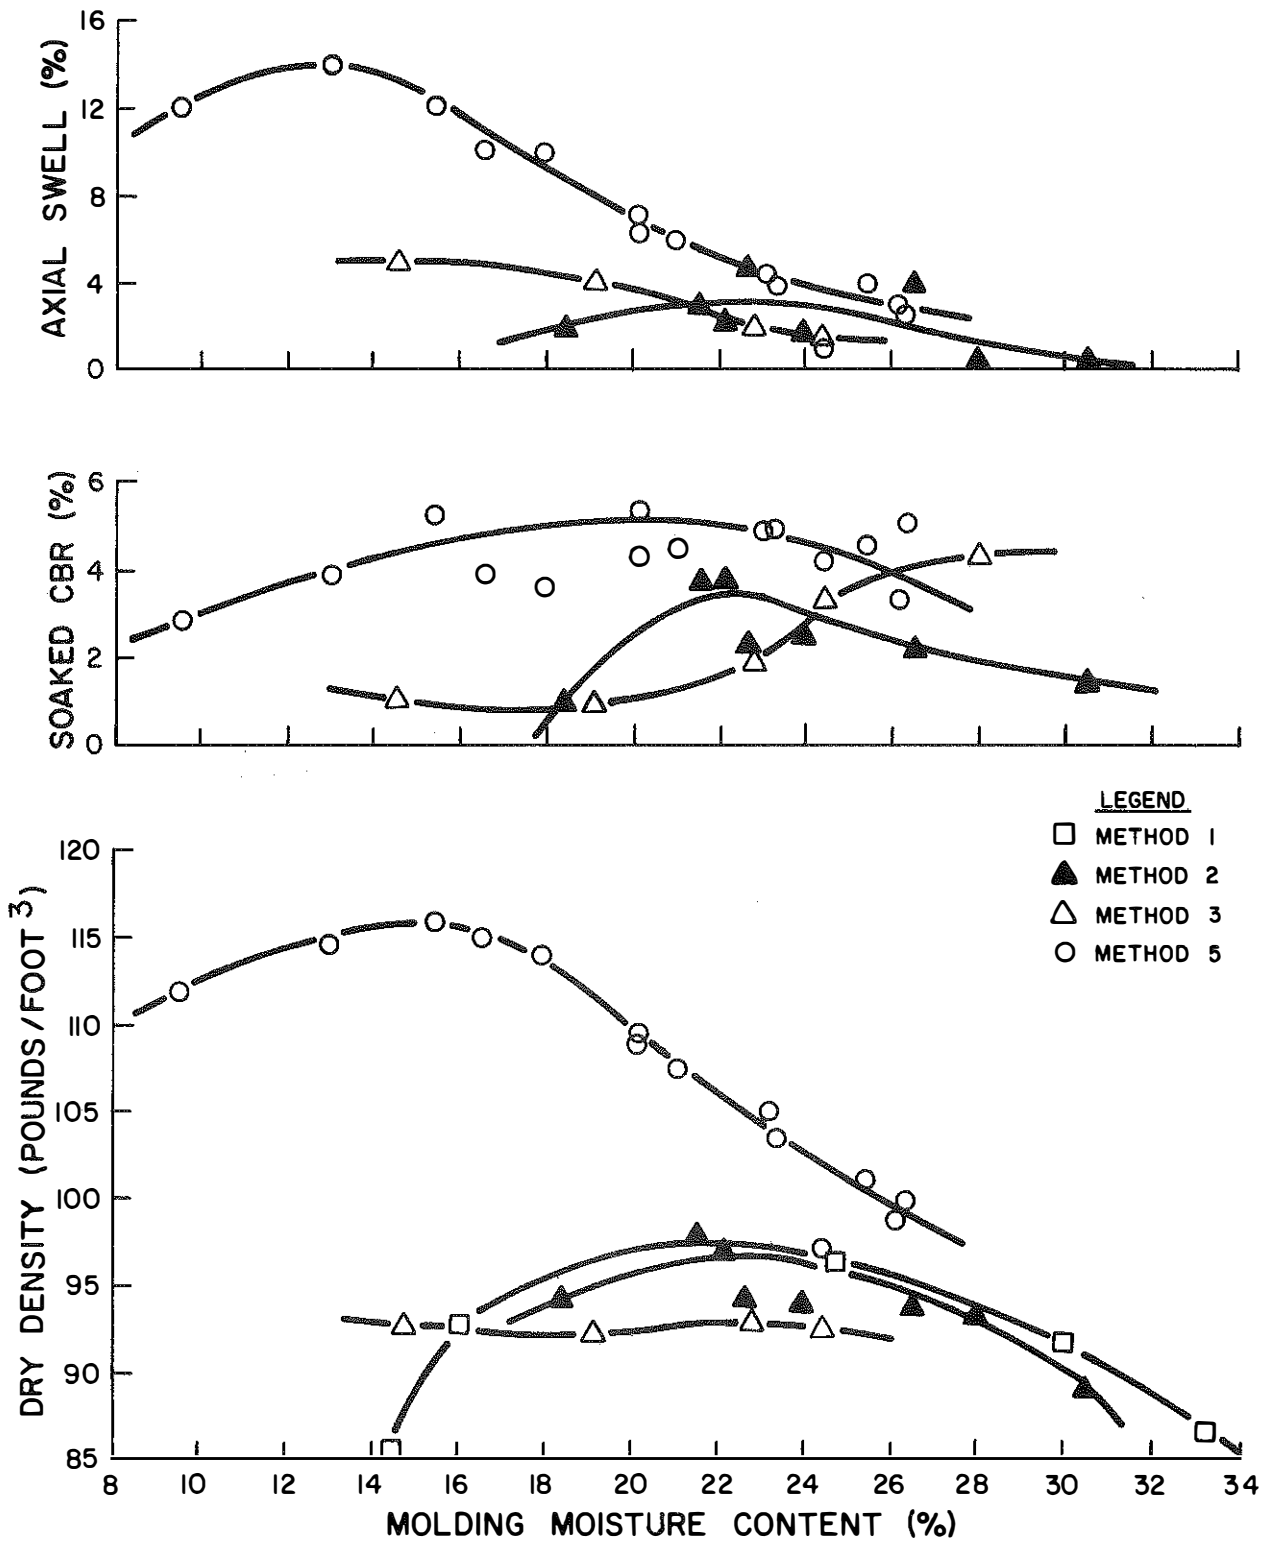 AXIAL SWELL (%)
16
12
8
4
0
SOAKED CBR (%)
6
4
2
0
LEGEND
METHOD 1
METHOD 2
METHOD 3
METHOD 5
DRY DENSITY (POUNDS/FOOT³)
120
115
110
105
100
95
90
85
8 10 12 14 16 18 20 22 24 26 28 30 32 34
MOLDING MOISTURE CONTENT (%)